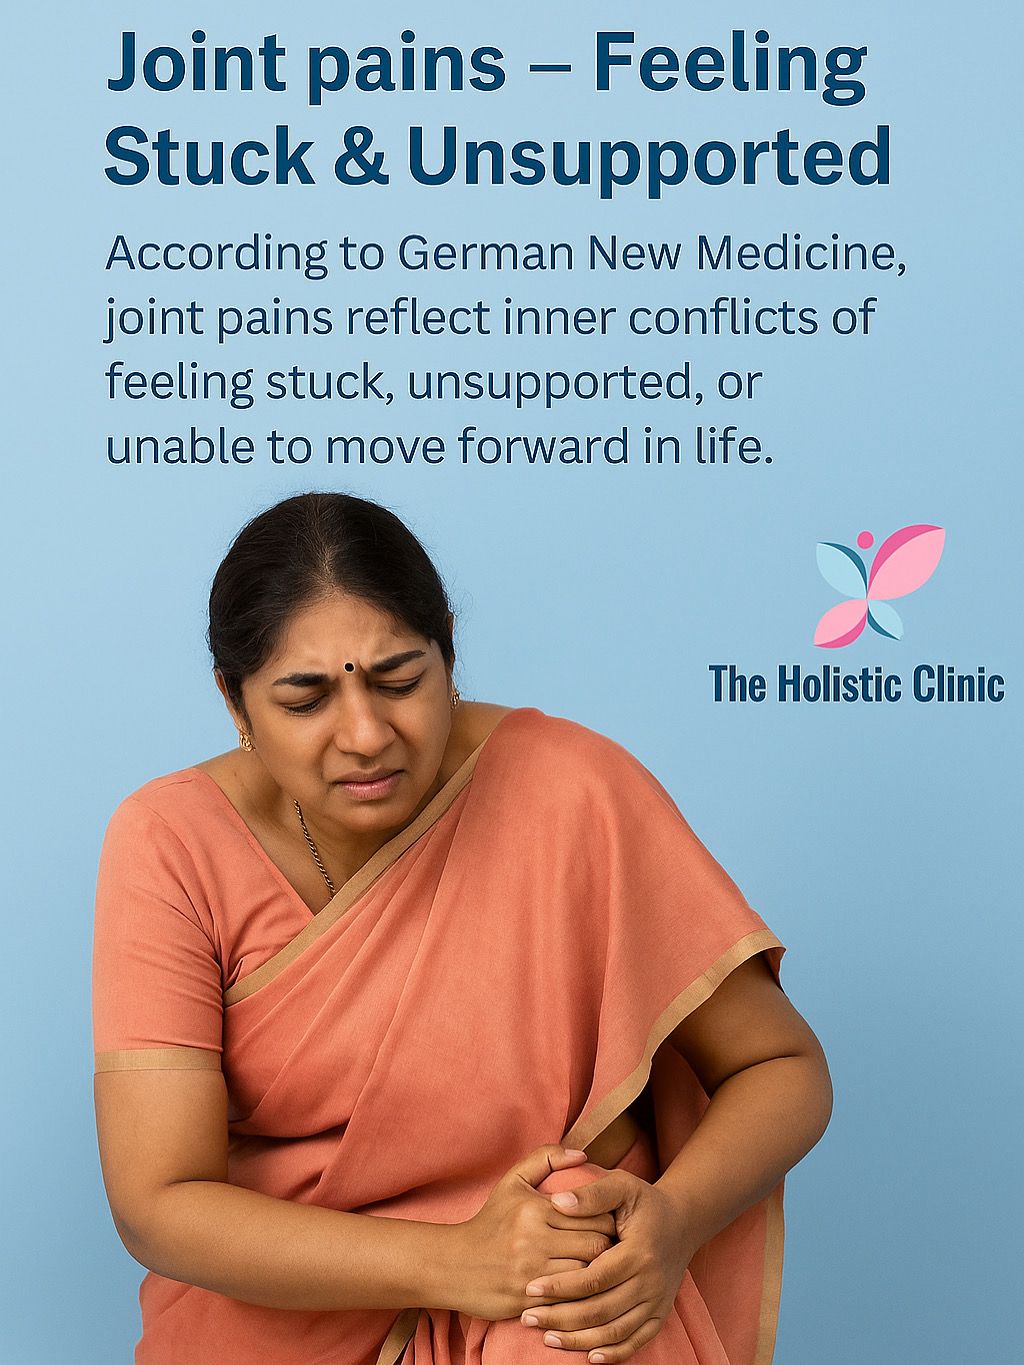 Joint pains – Feeling
Stuck & Unsupported
According to German New Medicine,
joint pains reflect inner conflicts of
feeling stuck, unsupported, or
unable to move forward in life.
The Holistic Clinic